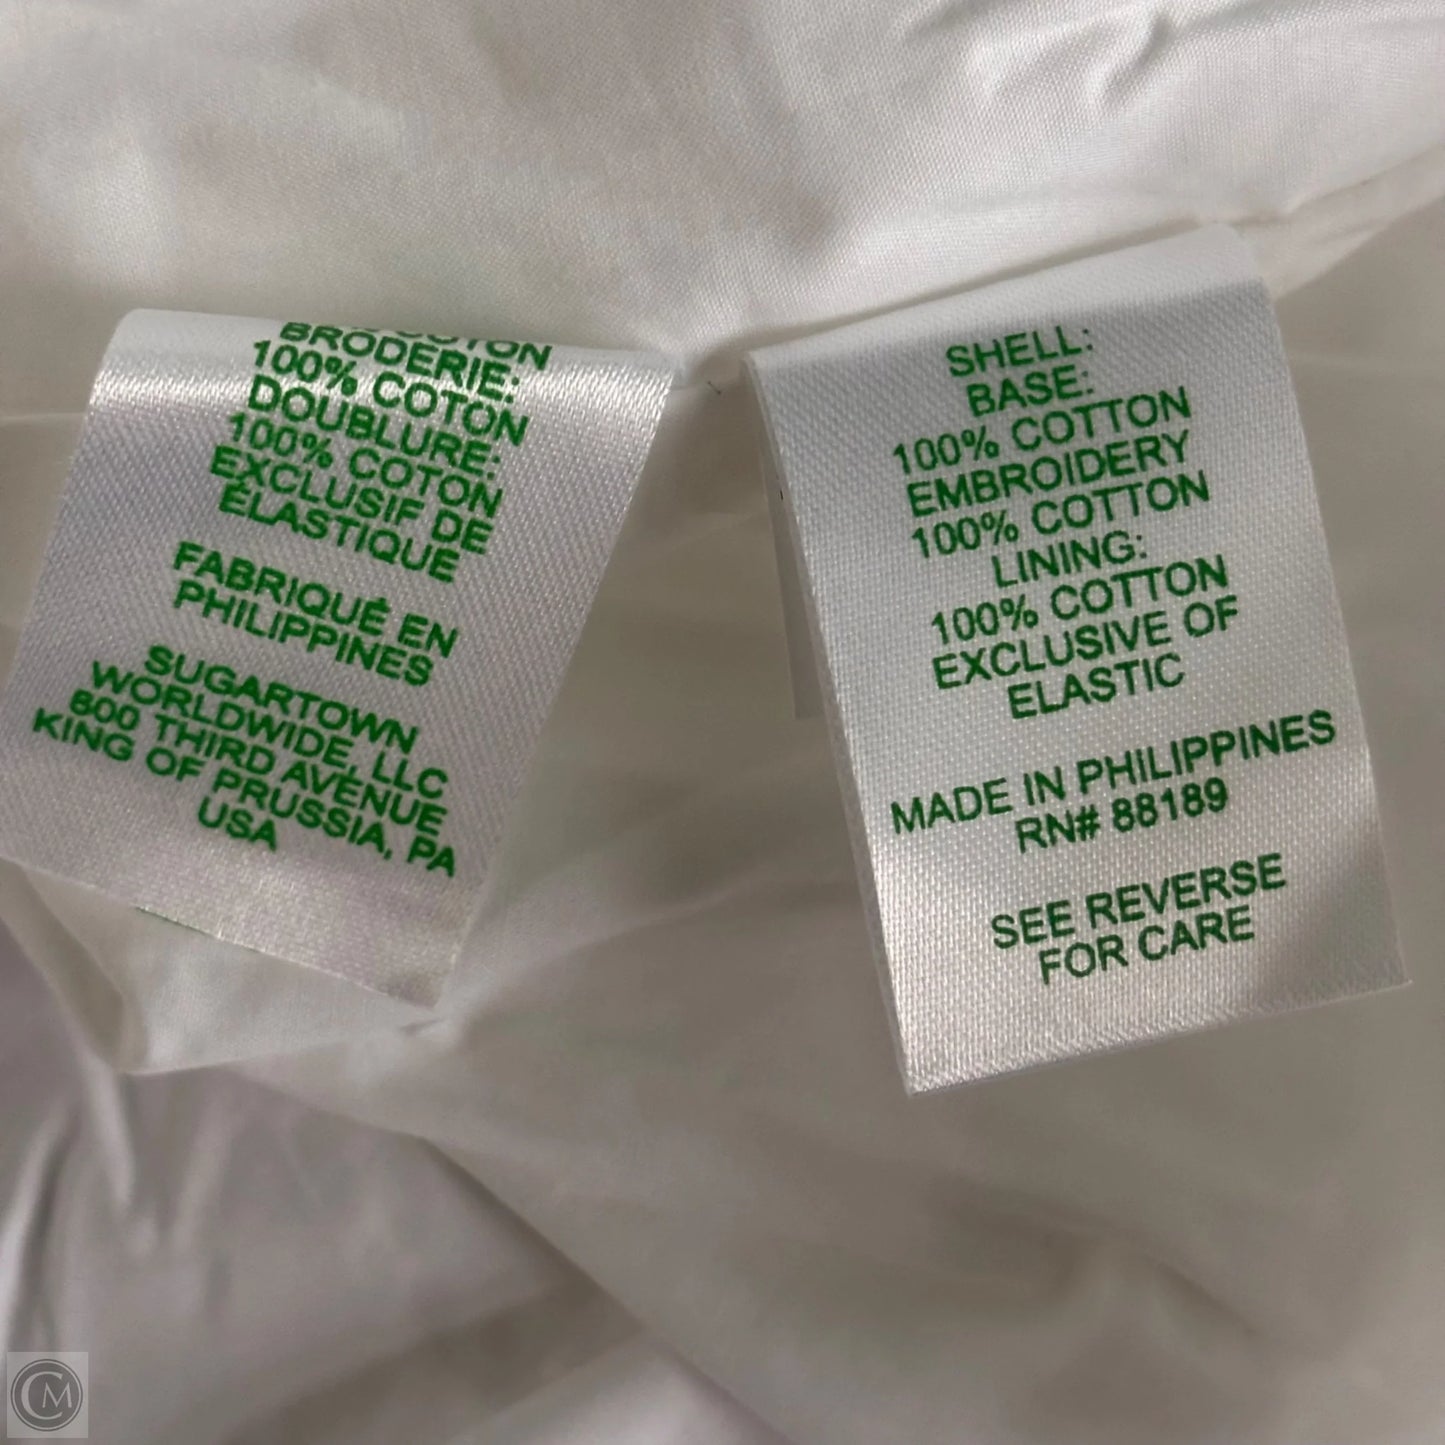 COTON
BRODERIE:
100% COTON
DOUBLURE:
100% COTON
EXCLUSIF DE
ÉLASTIQUE
FABRIQUÉ EN
PHILIPPINES
SUGARTOWN
WORLDWIDE, LLC
800 THIRD AVENUE
KING OF PRUSSIA, PA
USA
SHELL:
BASE:
100% COTTON
EMBROIDERY
100% COTTON
LINING:
100% COTTON
EXCLUSIVE OF
ELASTIC
MADE IN PHILIPPINES
RN# 88189
SEE REVERSE
FOR CARE
CM